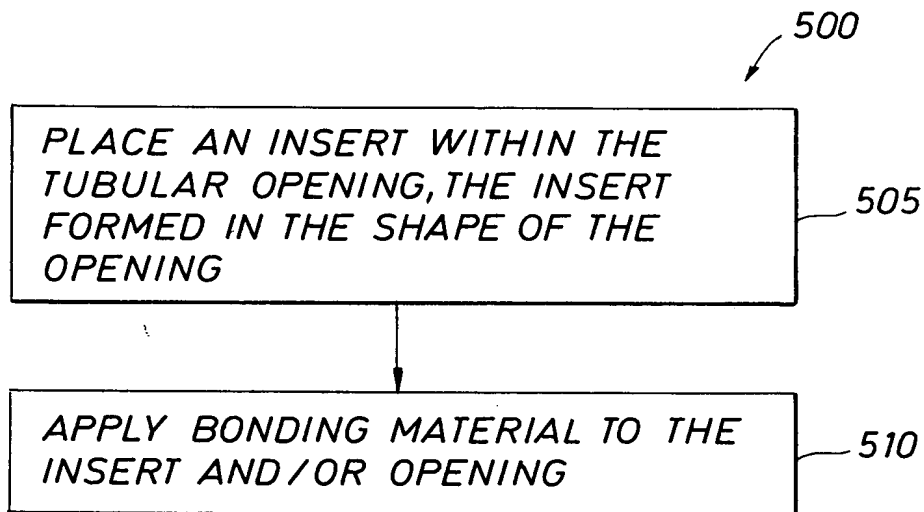 500
PLACE AN INSERT WITHIN THE
TUBULAR OPENING, THE INSERT
FORMED IN THE SHAPE OF THE
OPENING
505
APPLY BONDING MATERIAL TO THE
INSERT AND/OR OPENING
510